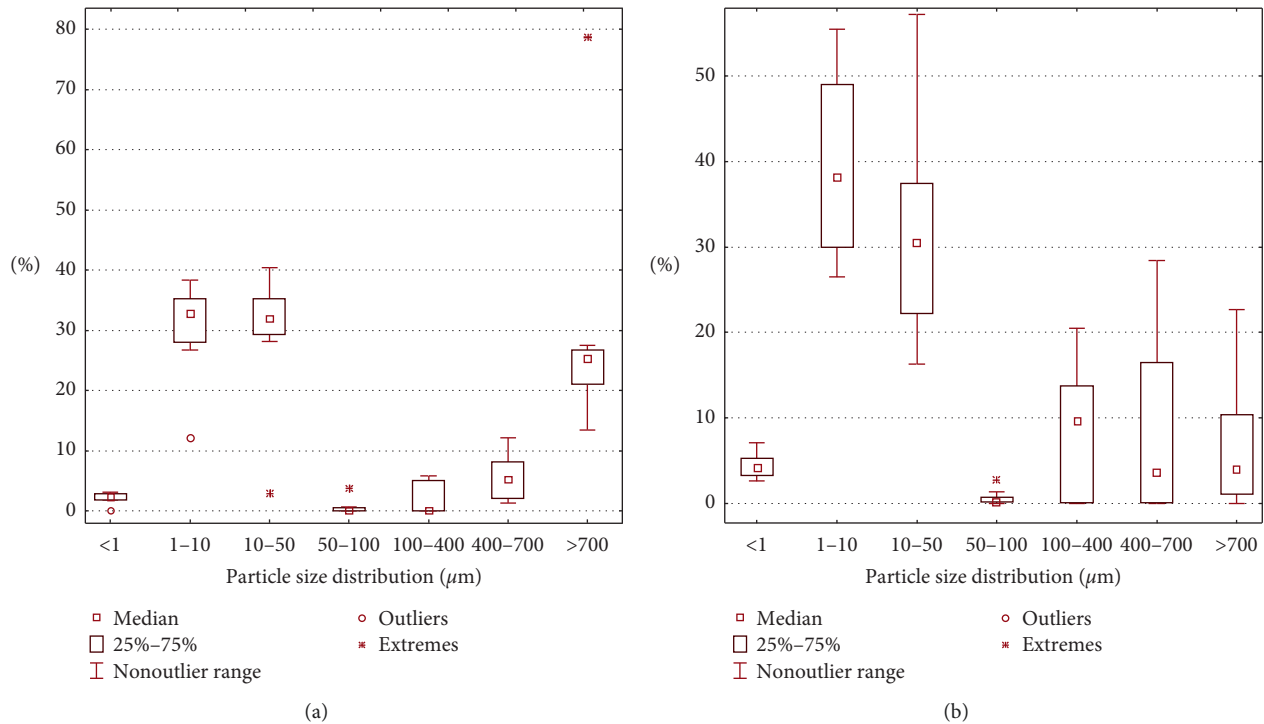 80
70
60
50
40
30
20
10
0
(%)
<1 1–10 10–50 50–100 100–400 400–700 >700
Particle size distribution (μm)
Median
25%–75%
Nonoutlier range
Outliers
Extremes
(a)
50
40
30
20
10
0
(%)
<1 1–10 10–50 50–100 100–400 400–700 >700
Particle size distribution (μm)
Median
25%–75%
Nonoutlier range
Outliers
Extremes
(b)